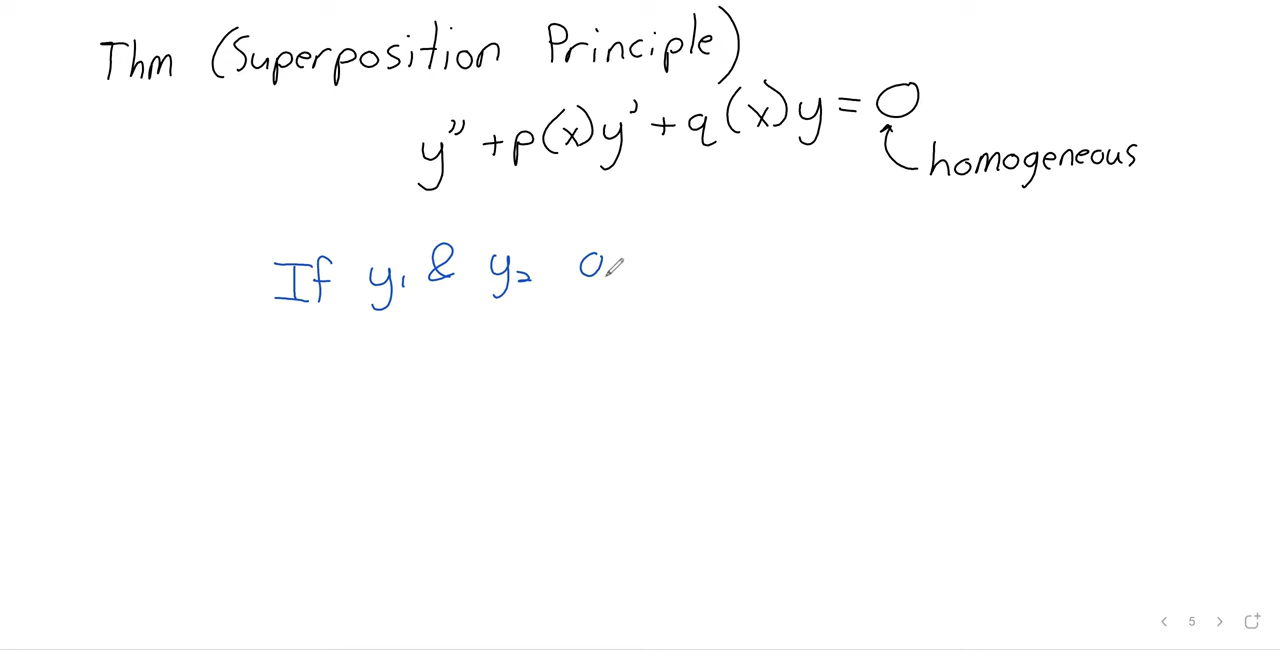 Thm (Superposition Principle)
y'' + p(x)y' + q(x)y = 0
homogeneous
If y₁ & y₂
5